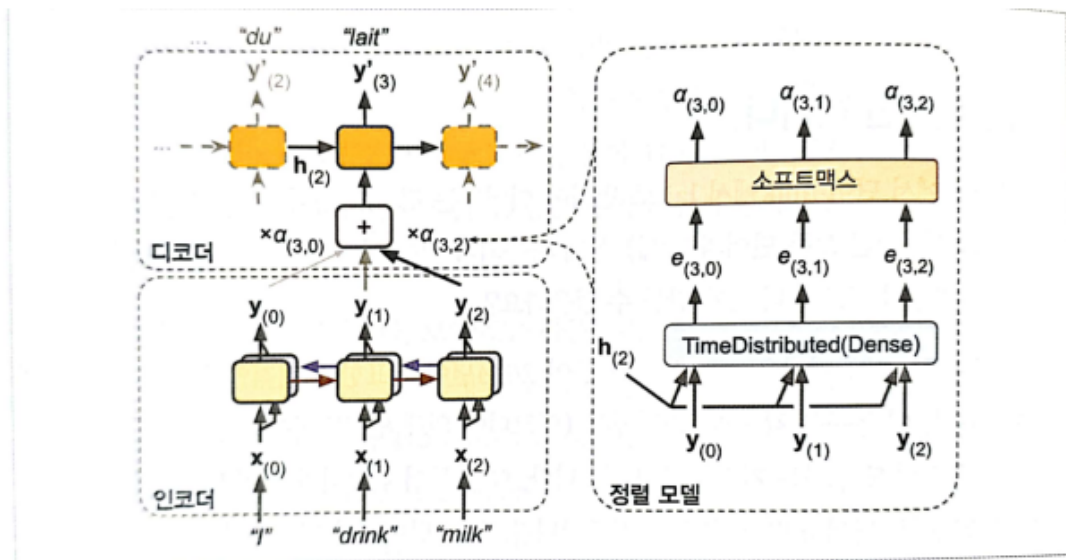 ... “du” “lait”
y'(2) y'(3) y'(4)
...
h(2)
+
×α(3,0) ×α(3,2)
디코더
y(0) y(1) y(2)
x(0) x(1) x(2)
인코더
“I” “drink” “milk”
α(3,0) α(3,1) α(3,2)
소프트맥스
e(3,0) e(3,1) e(3,2)
TimeDistributed(Dense)
h(2)
y(0) y(1) y(2)
정렬 모델